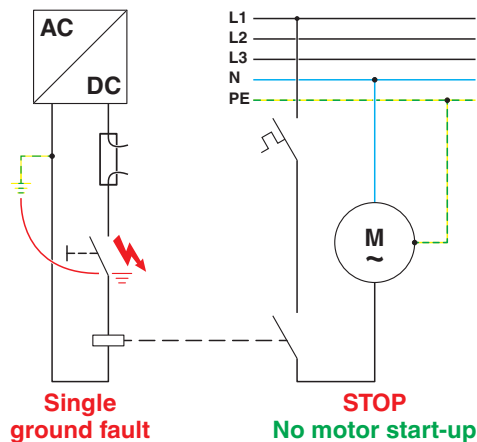 AC
DC
L1
L2
L3
N
PE
M
~
Single
ground fault
STOP
No motor start-up